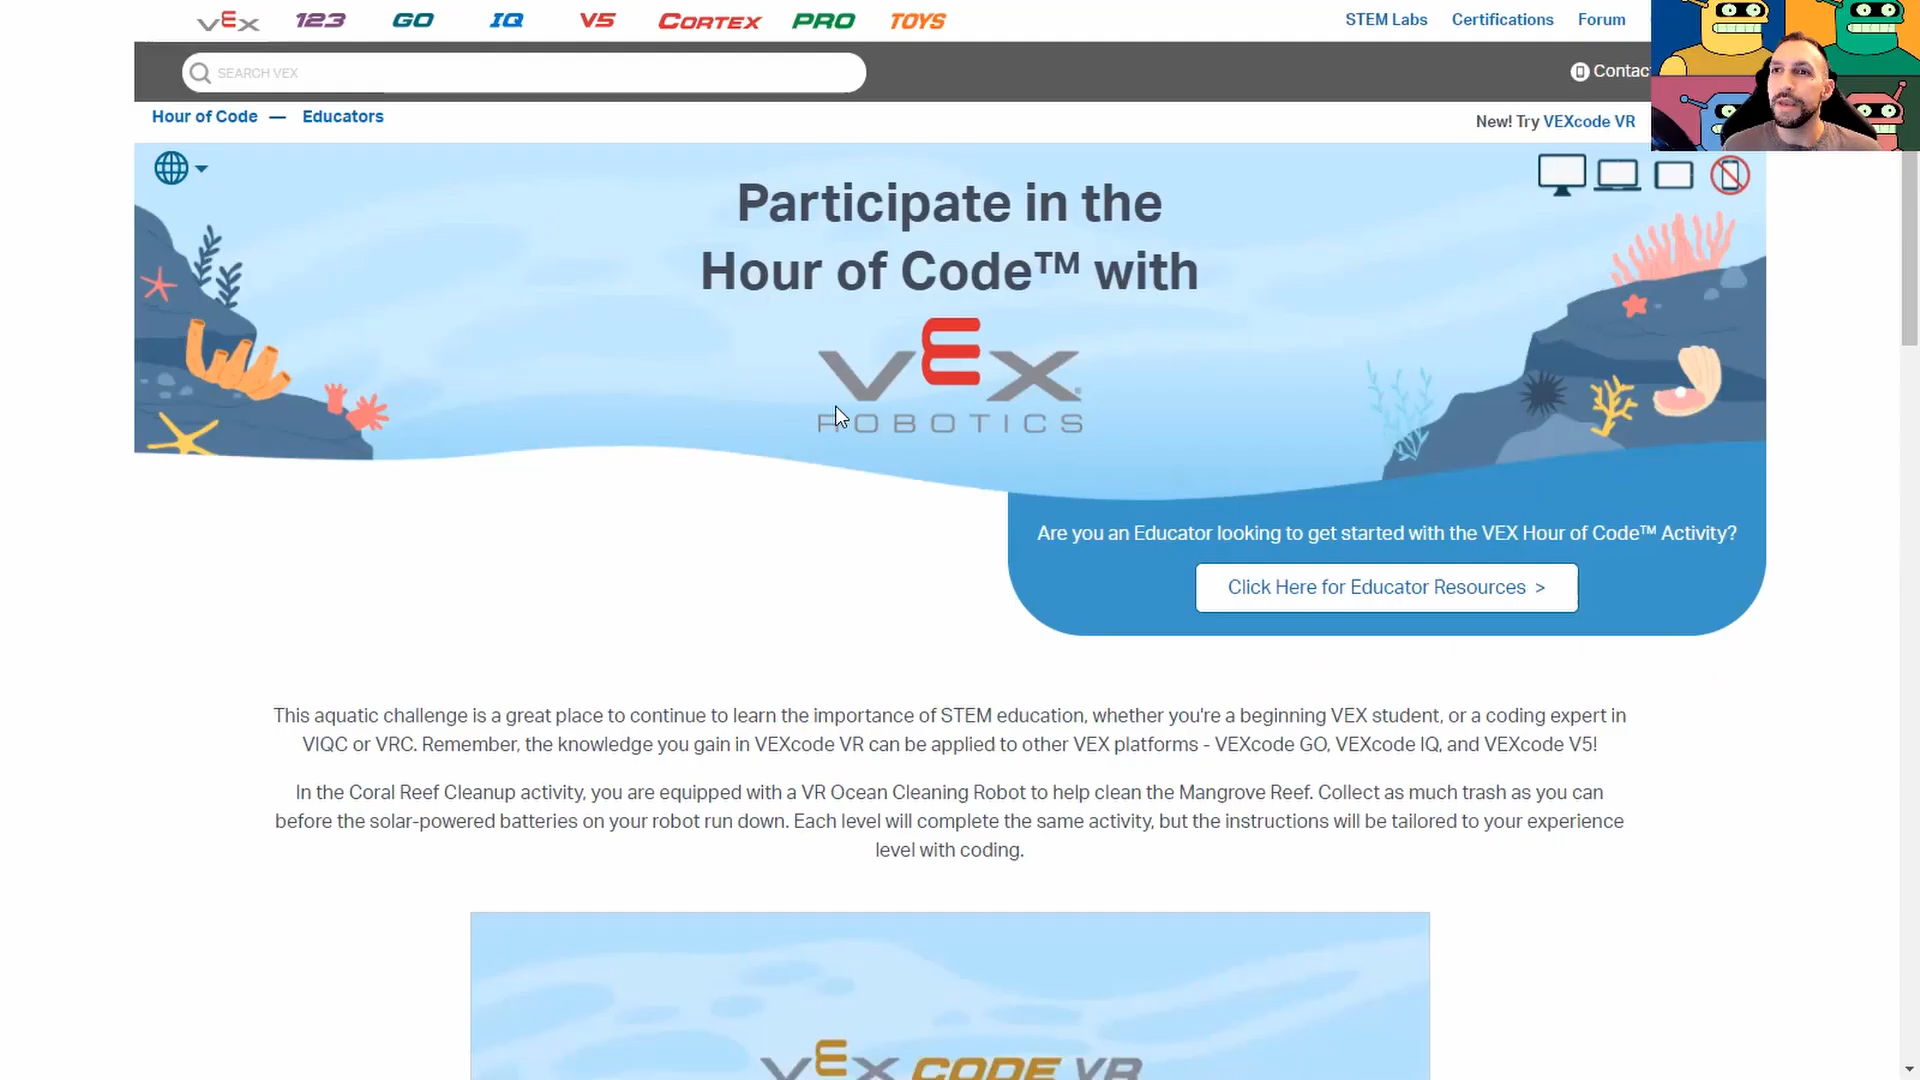 VEX 123 GO IQ V5 CORTEX PRO TOYS STEM Labs Certifications Forum
SEARCH VEX
Hour of Code — Educators
New! Try VEXcode VR
Participate in the
Hour of Code™ with
VEX
ROBOTICS
Are you an Educator looking to get started with the VEX Hour of Code™ Activity?
Click Here for Educator Resources >
This aquatic challenge is a great place to continue to learn the importance of STEM education, whether you're a beginning VEX student, or a coding expert in
VIQC or VRC. Remember, the knowledge you gain in VEXcode VR can be applied to other VEX platforms - VEXcode GO, VEXcode IQ, and VEXcode V5!
In the Coral Reef Cleanup activity, you are equipped with a VR Ocean Cleaning Robot to help clean the Mangrove Reef. Collect as much trash as you can
before the solar-powered batteries on your robot run down. Each level will complete the same activity, but the instructions will be tailored to your experience
level with coding.
VEX CODE VR